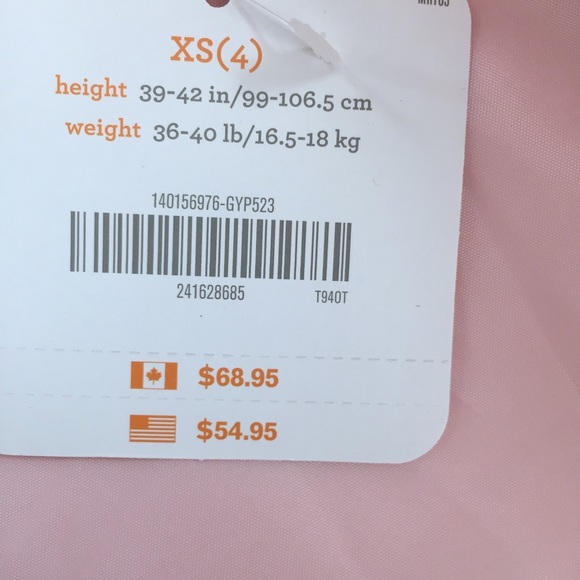 XS(4)
height 39-42 in/99-106.5 cm
weight 36-40 lb/16.5-18 kg
140156976-GYP523
241628685 T94OT
$68.95
$54.95